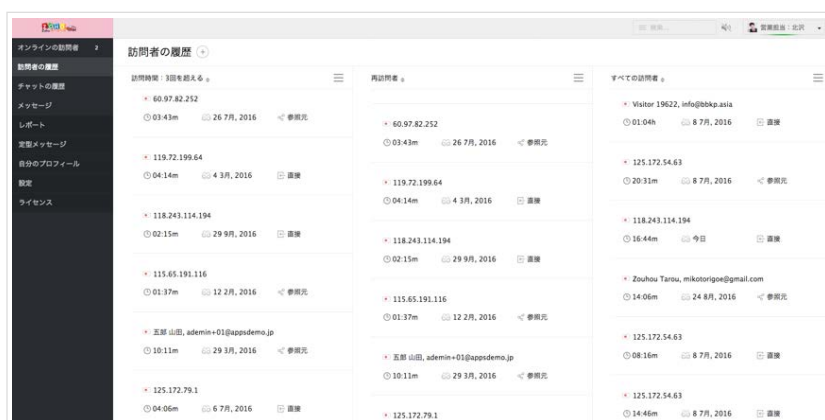 検索...
営業担当：北沢
オンラインの訪問者 2
訪問者の履歴
チャットの履歴
メッセージ
レポート
定型メッセージ
自分のプロフィール
設定
ライセンス
訪問者の履歴
訪問時間：3回を超える
60.97.82.252
03:43m 26 7月, 2016 参照元
119.72.199.64
04:14m 4 3月, 2016 直接
118.243.114.194
02:15m 29 9月, 2016 直接
115.65.191.116
01:37m 12 2月, 2016 参照元
五郎 山田, ademin+01@appsdemo.jp
10:11m 29 3月, 2016 参照元
125.172.79.1
04:06m 6 7月, 2016 直接
再訪問者
60.97.82.252
03:43m 26 7月, 2016 参照元
119.72.199.64
04:14m 4 3月, 2016 直接
118.243.114.194
02:15m 29 9月, 2016 直接
115.65.191.116
01:37m 12 2月, 2016 参照元
五郎 山田, ademin+01@appsdemo.jp
10:11m 29 3月, 2016 参照元
125.172.79.1
すべての訪問者
Visitor 19622, info@bbkp.asia
01:04h 8 7月, 2016 直接
125.172.54.63
20:31m 8 7月, 2016 参照元
118.243.114.194
16:44m 今日 直接
Zouhou Tarou, mikotorigoe@gmail.com
14:06m 24 8月, 2016 参照元
125.172.54.63
08:16m 8 7月, 2016 直接
125.172.54.63
14:46m 8 7月, 2016 直接